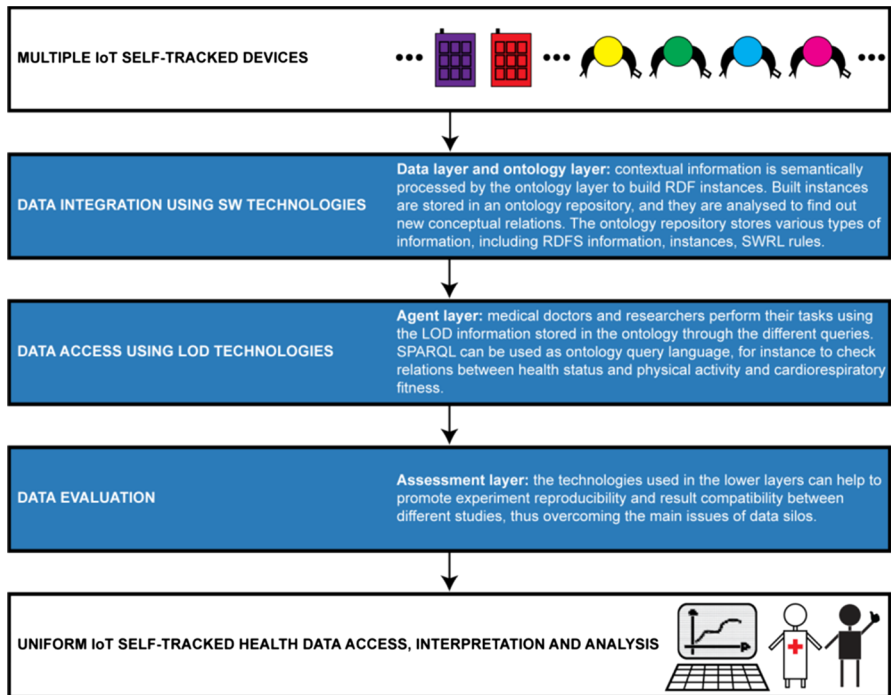 MULTIPLE IoT SELF-TRACKED DEVICES
DATA INTEGRATION USING SW TECHNOLOGIES
Data layer and ontology layer: contextual information is semantically
processed by the ontology layer to build RDF instances. Built instances
are stored in an ontology repository, and they are analysed to find out
new conceptual relations. The ontology repository stores various types of
information, including RDFS information, instances, SWRL rules.
DATA ACCESS USING LOD TECHNOLOGIES
Agent layer: medical doctors and researchers perform their tasks using
the LOD information stored in the ontology through the different queries.
SPARQL can be used as ontology query language, for instance to check
relations between health status and physical activity and cardiorespiratory
fitness.
DATA EVALUATION
Assessment layer: the technologies used in the lower layers can help to
promote experiment reproducibility and result compatibility between
different studies, thus overcoming the main issues of data silos.
UNIFORM IoT SELF-TRACKED HEALTH DATA ACCESS, INTERPRETATION AND ANALYSIS